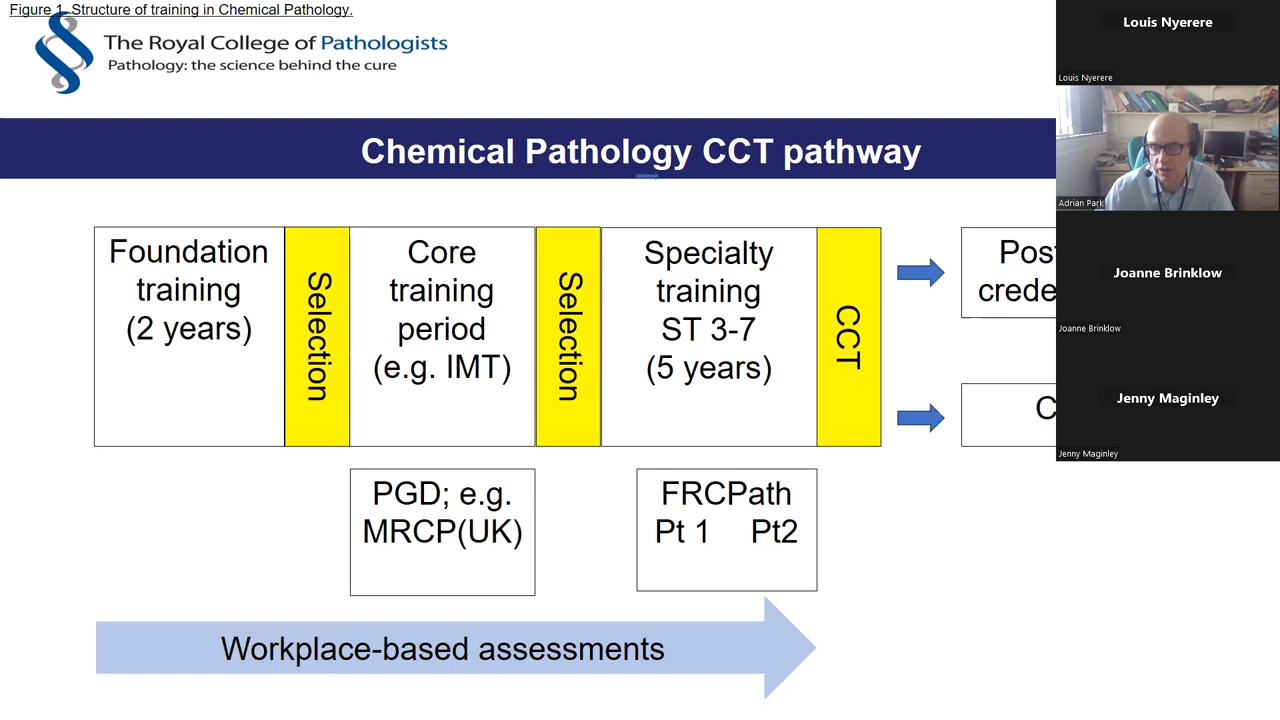 Figure 1. Structure of training in Chemical Pathology.
The Royal College of Pathologists
Pathology: the science behind the cure
Chemical Pathology CCT pathway
Foundation
training
(2 years)
Selection
Core
training
period
(e.g. IMT)
Selection
Specialty
training
ST 3-7
(5 years)
CCT
PGD; e.g.
MRCP(UK)
FRCPath
Pt 1 Pt2
Workplace-based assessments
Louis Nyerere
Louis Nyerere
Adrian Park
Joanne Brinklow
Joanne Brinklow
Jenny Maginley
Jenny Maginley